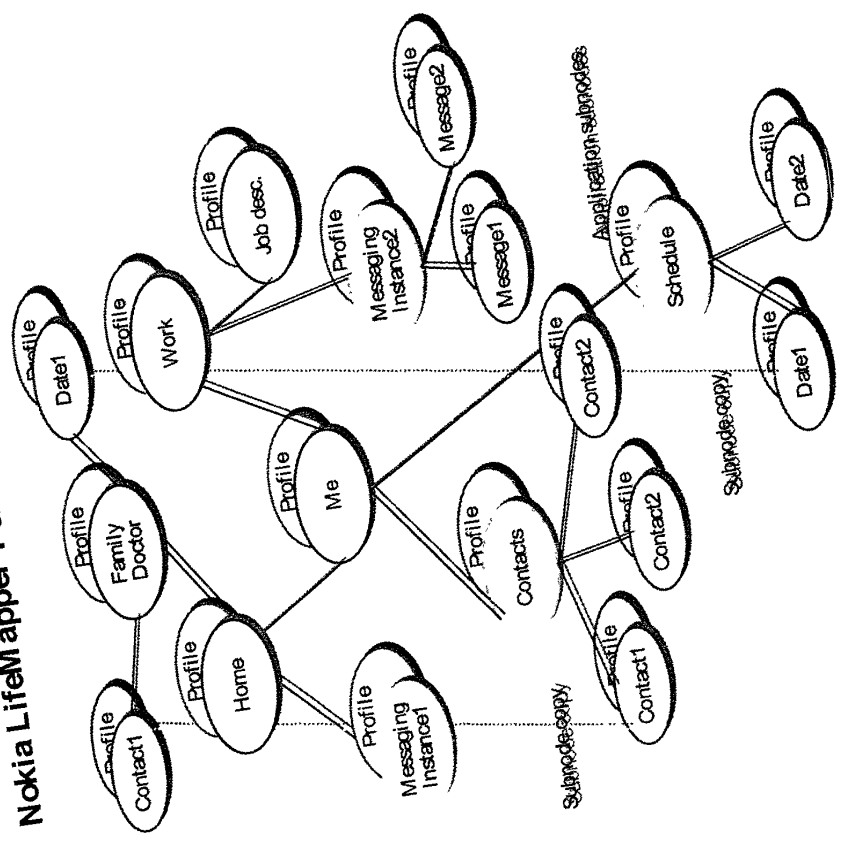 Nokia LifeMapper
Profile
Contact1
Profile
Family
Doctor
Profile
Date1
Profile
Home
Profile
Work
Profile
Job desc.
Profile
Me
Profile
Messaging
Instance1
Profile
Messaging
Instance2
Profile
Message2
Profile
Message1
Profile
Contacts
Profile
Contact2
Subnode copy
Profile
Contact1
Profile
Contact2
Application subnodes
Profile
Schedule
Subnode copy
Profile
Date1
Profile
Date2